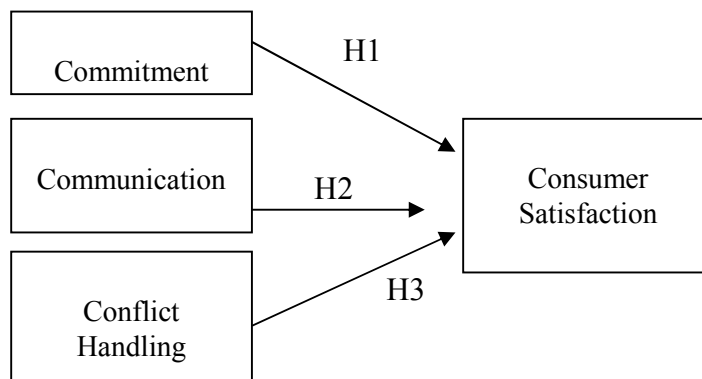 Commitment
H1
Communication
H2
Consumer
Satisfaction
Conflict
Handling
H3